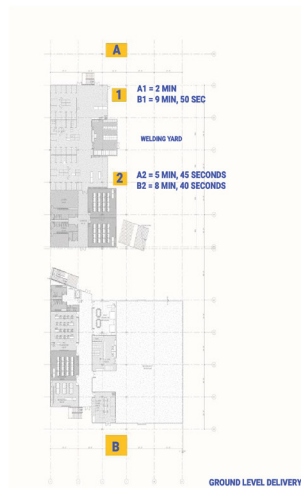 A
1
A1 = 2 MIN
B1 = 9 MIN, 50 SEC
WELDING YARD
2
A2 = 5 MIN, 45 SECONDS
B2 = 8 MIN, 40 SECONDS
B
GROUND LEVEL DELIVERY